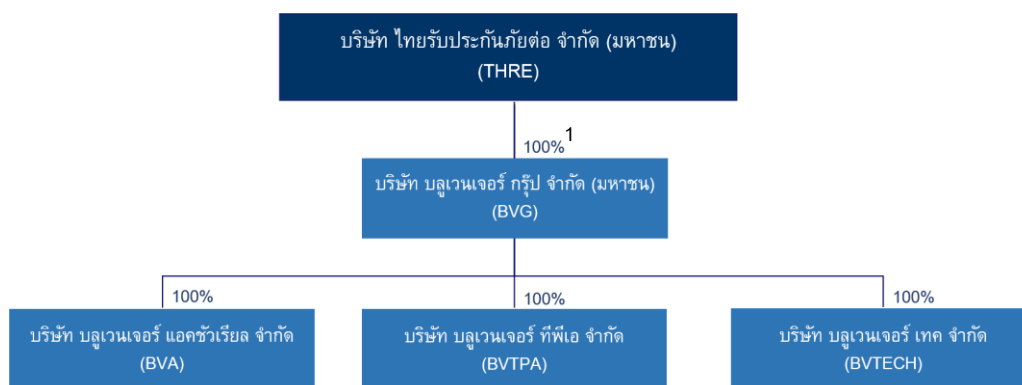 บริษัท ไทยรับประกันภัยต่อ จำกัด (มหาชน)
(THRE)
100%1
บริษัท บลูเวนเจอร์ กรุ๊ป จำกัด (มหาชน)
(BVG)
100%
100%
100%
บริษัท บลูเวนเจอร์ แอคชัวเรียล จำกัด
(BVA)
บริษัท บลูเวนเจอร์ ทีพีเอ จำกัด
(BVTPA)
บริษัท บลูเวนเจอร์ เทค จำกัด
(BVTECH)